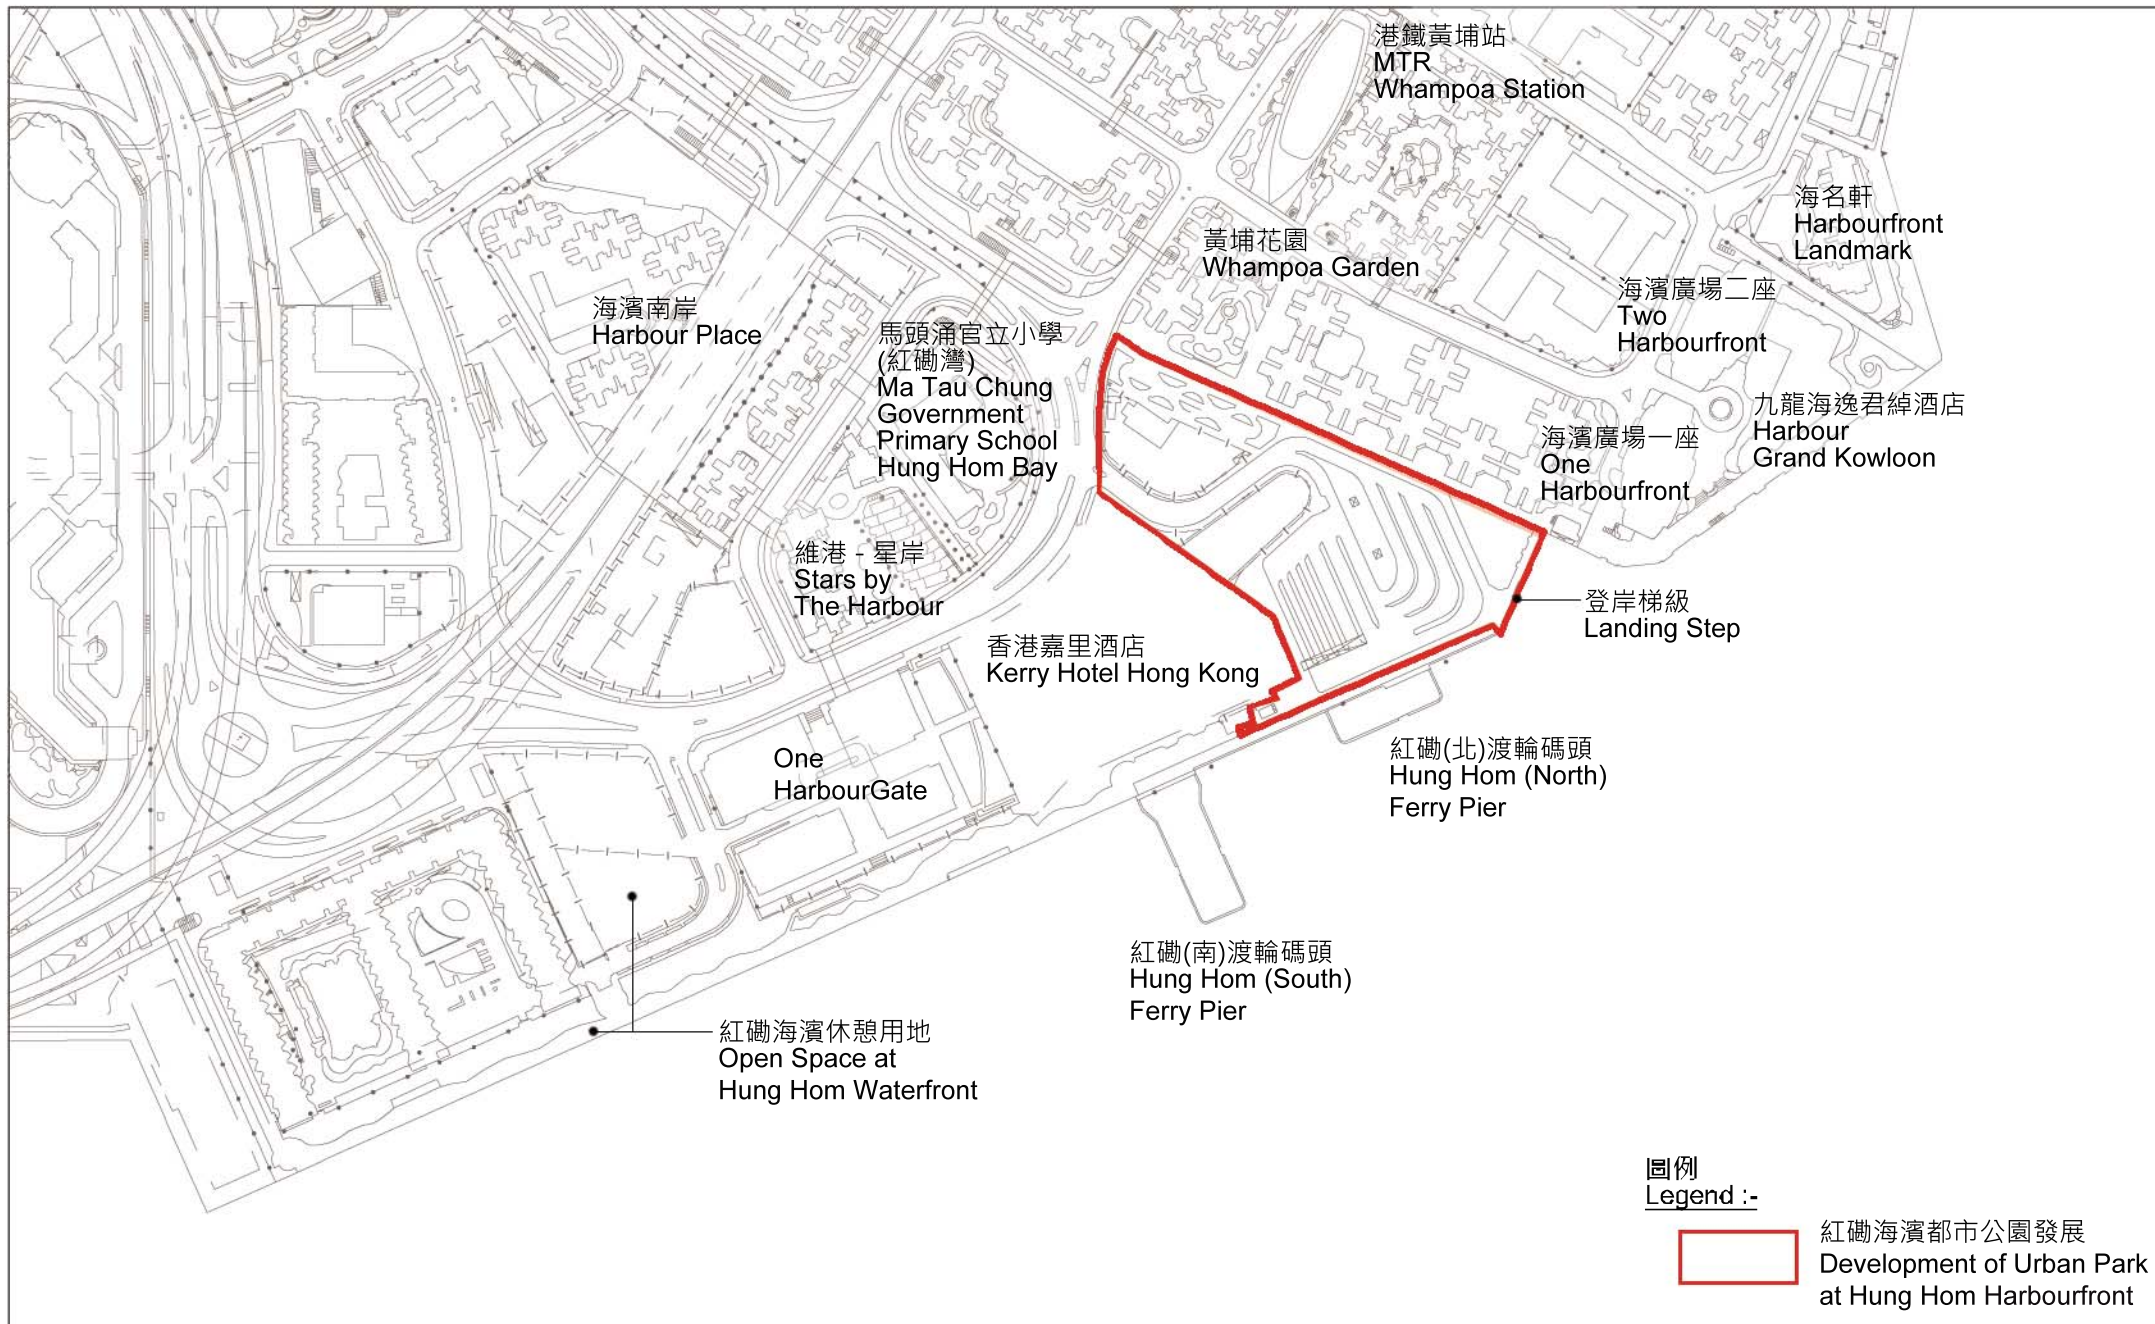 港鐵黃埔站
MTR
Whampoa Station
海名軒
Harbourfront
Landmark
黃埔花園
Whampoa Garden
海濱廣場二座
Two
Harbourfront
海濱南岸
Harbour Place
馬頭涌官立小學
(紅磡灣)
Ma Tau Chung
Government
Primary School
Hung Hom Bay
九龍海逸君綽酒店
Harbour
Grand Kowloon
海濱廣場一座
One
Harbourfront
維港 - 星岸
Stars by
The Harbour
登岸梯級
Landing Step
香港嘉里酒店
Kerry Hotel Hong Kong
One
HarbourGate
紅磡(北)渡輪碼頭
Hung Hom (North)
Ferry Pier
紅磡(南)渡輪碼頭
Hung Hom (South)
Ferry Pier
紅磡海濱休憩用地
Open Space at
Hung Hom Waterfront
圖例
Legend :-
紅磡海濱都市公園發展
Development of Urban Park
at Hung Hom Harbourfront